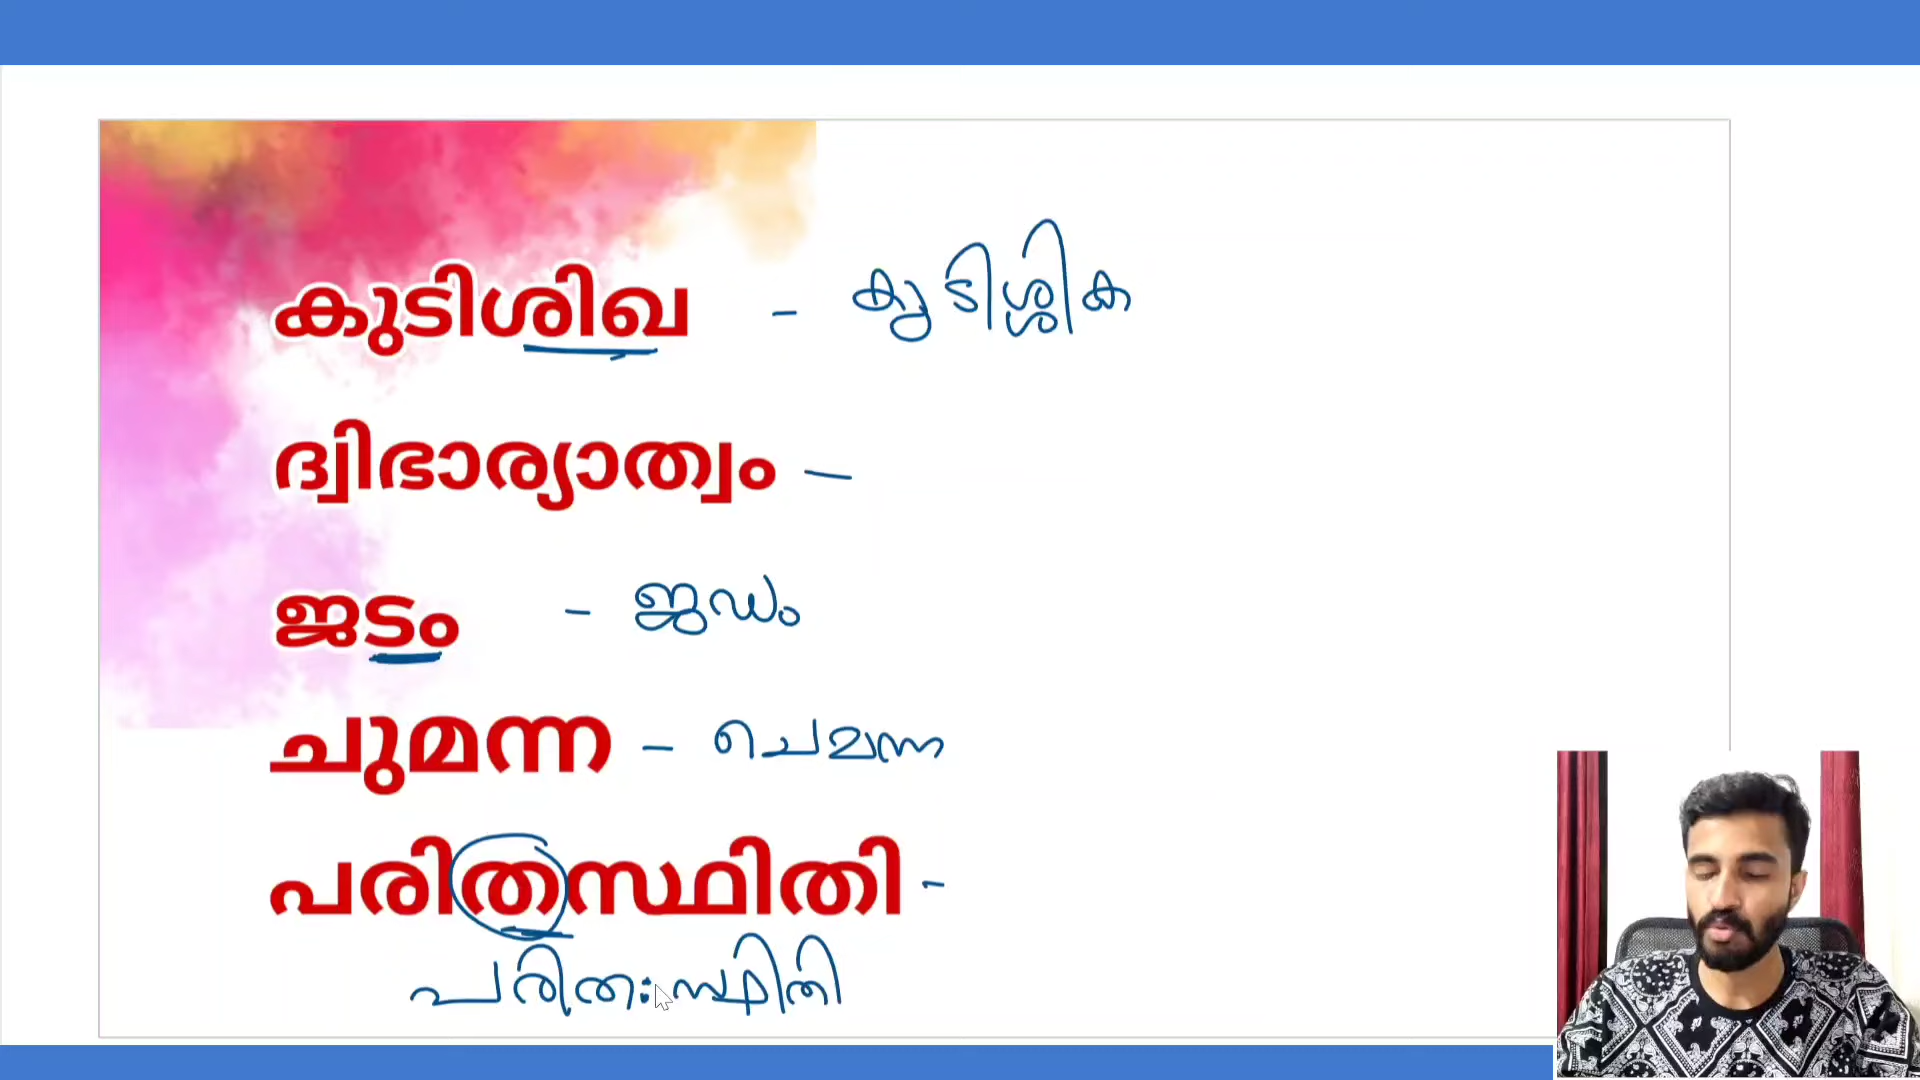 കുടിശിഖ - കുടിശ്ശിക
ദ്വിഭാര്യാത്വം -
ജടം - ജഡം
ചുമന്ന - ചെമന്ന
പരിതസ്ഥിതി -
പരിതഃസ്ഥിതി